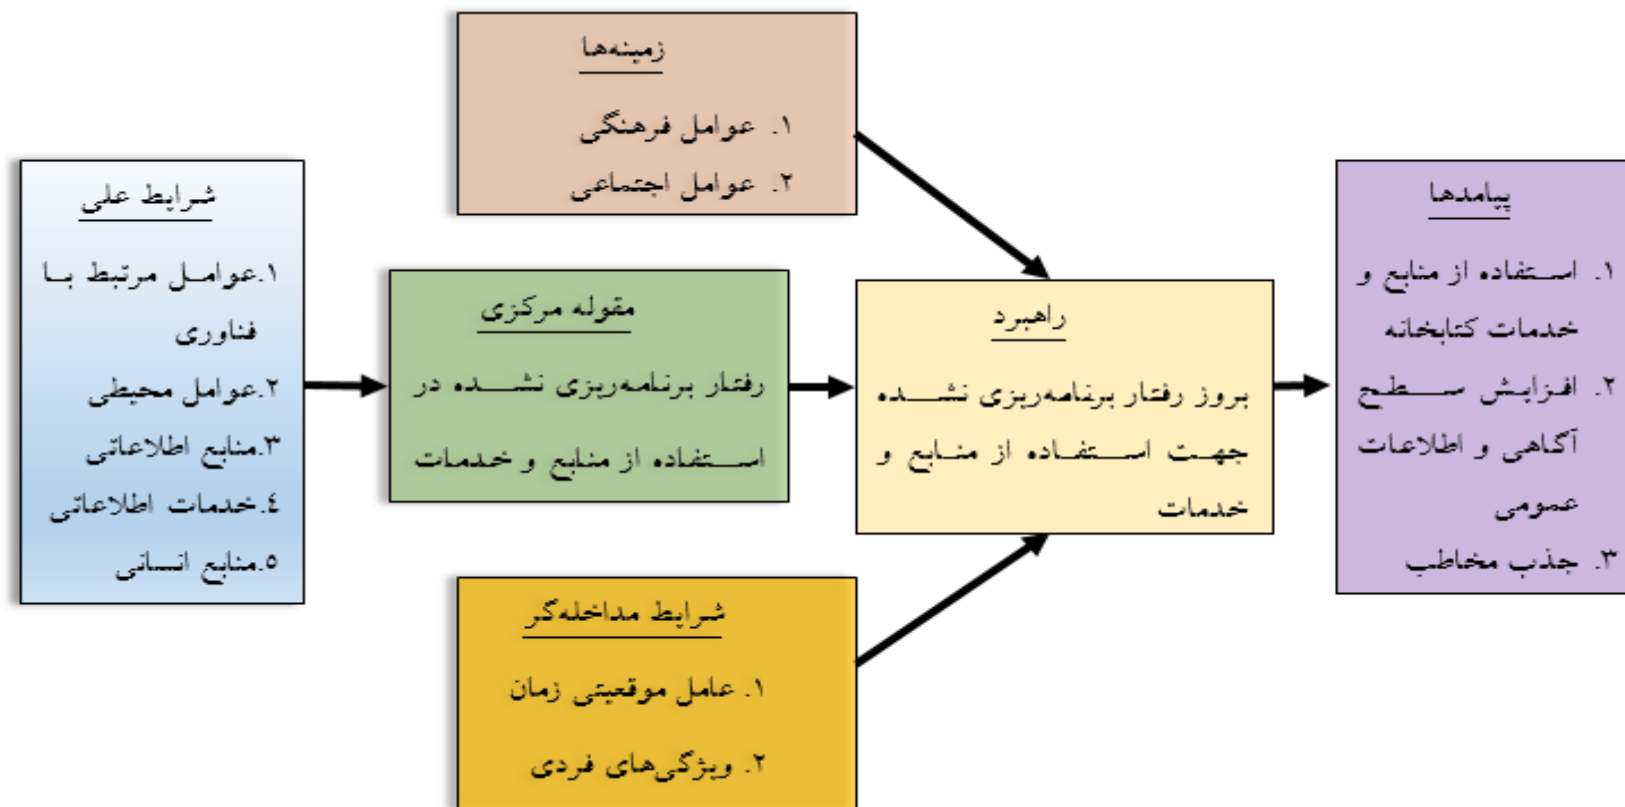 زمینه‌ها
۱. عوامل فرهنگی
۲. عوامل اجتماعی
شرایط علی
۱.عوامل مرتبط با
فناوری
۲.عوامل محیطی
۳.منابع اطلاعاتی
٤.خدمات اطلاعاتی
٥.منابع انسانی
مقوله مرکزی
رفتار برنامه‌ریزی نشده در
استفاده از منابع و خدمات
راهبرد
بروز رفتار برنامه‌ریزی نشده
جهت استفاده از منابع و
خدمات
پیامدها
۱. استفاده از منابع و
خدمات کتابخانه
۲. افزایش سطح
آگاهی و اطلاعات
عمومی
۳. جذب مخاطب
شرایط مداخله‌گر
۱. عامل موقعیتی زمان
۲. ویژگی‌های فردی